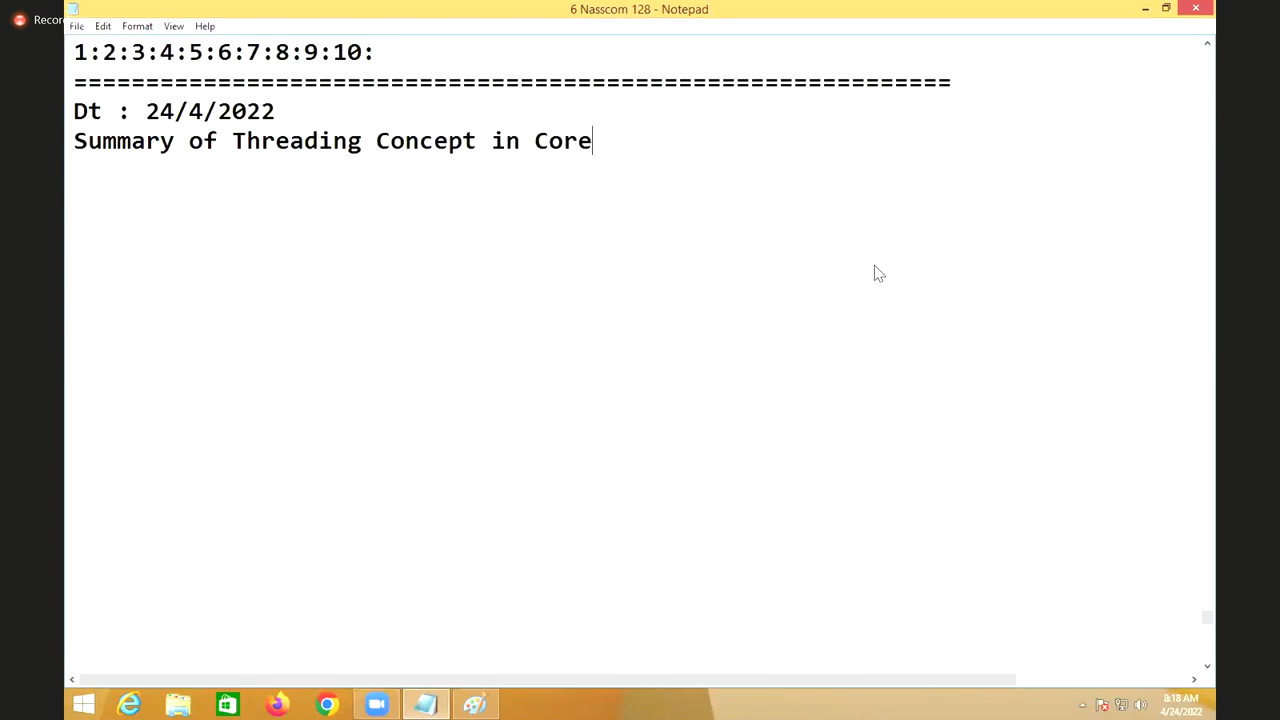 Recor
6 Nasscom 128 - Notepad
File Edit Format View Help
1:2:3:4:5:6:7:8:9:10:
=============================================================
Dt : 24/4/2022
Summary of Threading Concept in Core
8:18 AM
4/24/2022